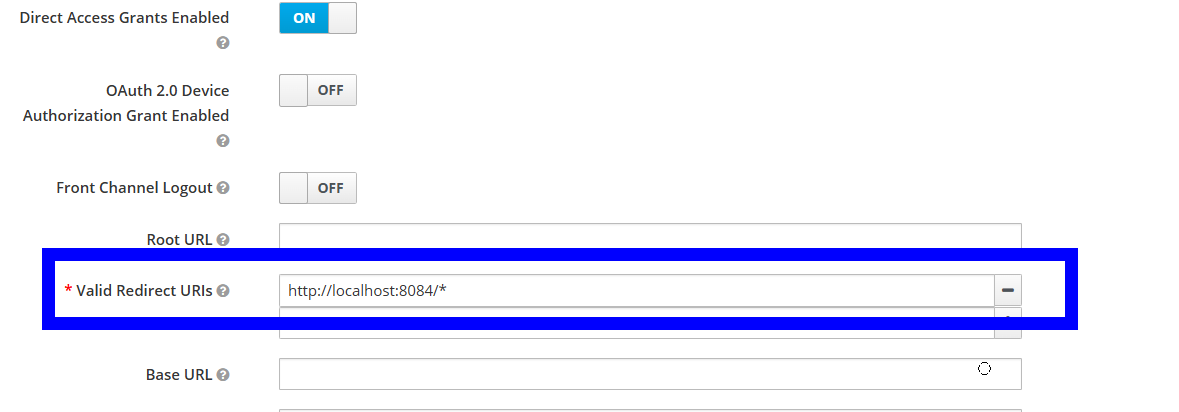 Direct Access Grants Enabled
ON
OAuth 2.0 Device
Authorization Grant Enabled
OFF
Front Channel Logout
OFF
Root URL
* Valid Redirect URIs
http://localhost:8084/*
Base URL